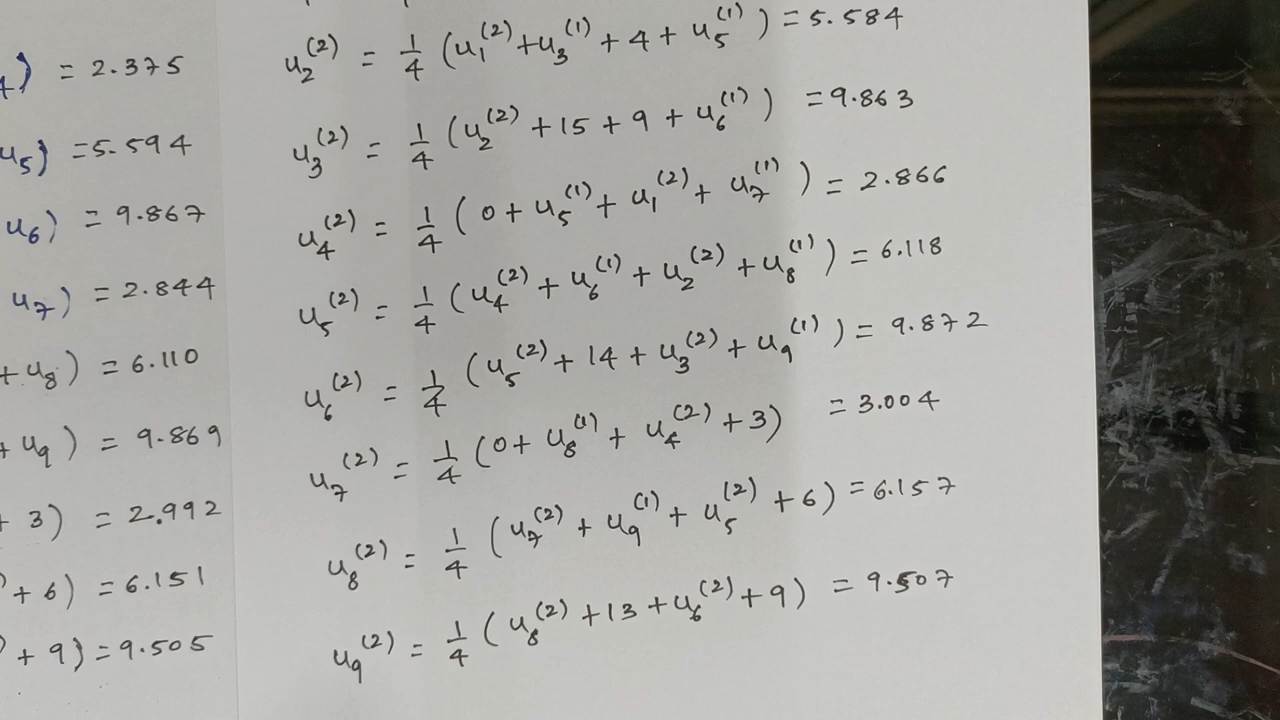 4) = 2.375
u5) = 5.594
u6) = 9.867
u7) = 2.844
+ u8) = 6.110
+ u9) = 9.869
+ 3) = 2.992
+ 6) = 6.151
+ 9) = 9.505
u₂⁽²⁾ = 1/4 (u₁⁽²⁾ + u₃⁽¹⁾ + 4 + u₅⁽¹⁾) = 5.584
u₃⁽²⁾ = 1/4 (u₂⁽²⁾ + 15 + 9 + u₆⁽¹⁾) = 9.863
u₄⁽²⁾ = 1/4 (0 + u₅⁽¹⁾ + u₁⁽²⁾ + u₇⁽¹⁾) = 2.866
u₅⁽²⁾ = 1/4 (u₄⁽²⁾ + u₆⁽¹⁾ + u₂⁽²⁾ + u₈⁽¹⁾) = 6.118
u₆⁽²⁾ = 1/4 (u₅⁽²⁾ + 14 + u₃⁽²⁾ + u₉⁽¹⁾) = 9.872
u₇⁽²⁾ = 1/4 (0 + u₈⁽¹⁾ + u₄⁽²⁾ + 3) = 3.004
u₈⁽²⁾ = 1/4 (u₇⁽²⁾ + u₉⁽¹⁾ + u₅⁽²⁾ + 6) = 6.157
u₉⁽²⁾ = 1/4 (u₈⁽²⁾ + 13 + u₆⁽²⁾ + 9) = 9.507